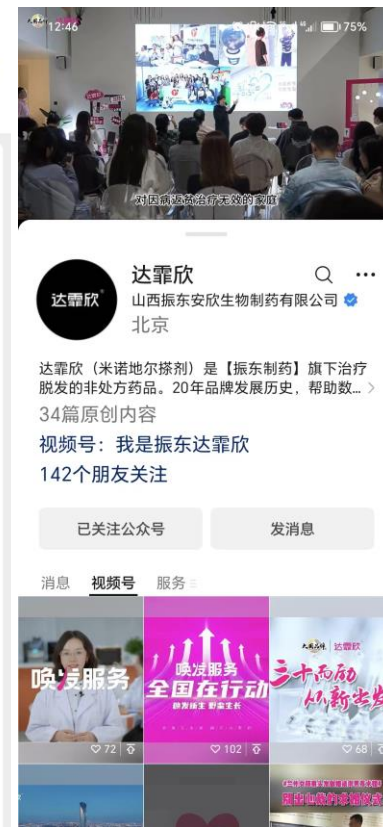 12:46
75%
对因病返贫治疗无效的家庭
达霏欣®
达霏欣
山西振东安欣生物制药有限公司
北京
达霏欣（米诺地尔搽剂）是【振东制药】旗下治疗
脱发的非处方药品。20年品牌发展历史，帮助数...
34篇原创内容
视频号：我是振东达霏欣
142个朋友关注
已关注公众号
发消息
消息 视频号 服务
唤发服务
72
唤发服务
全国在行动
102
大国品牌 达霏欣
三十而励
从新出发
68